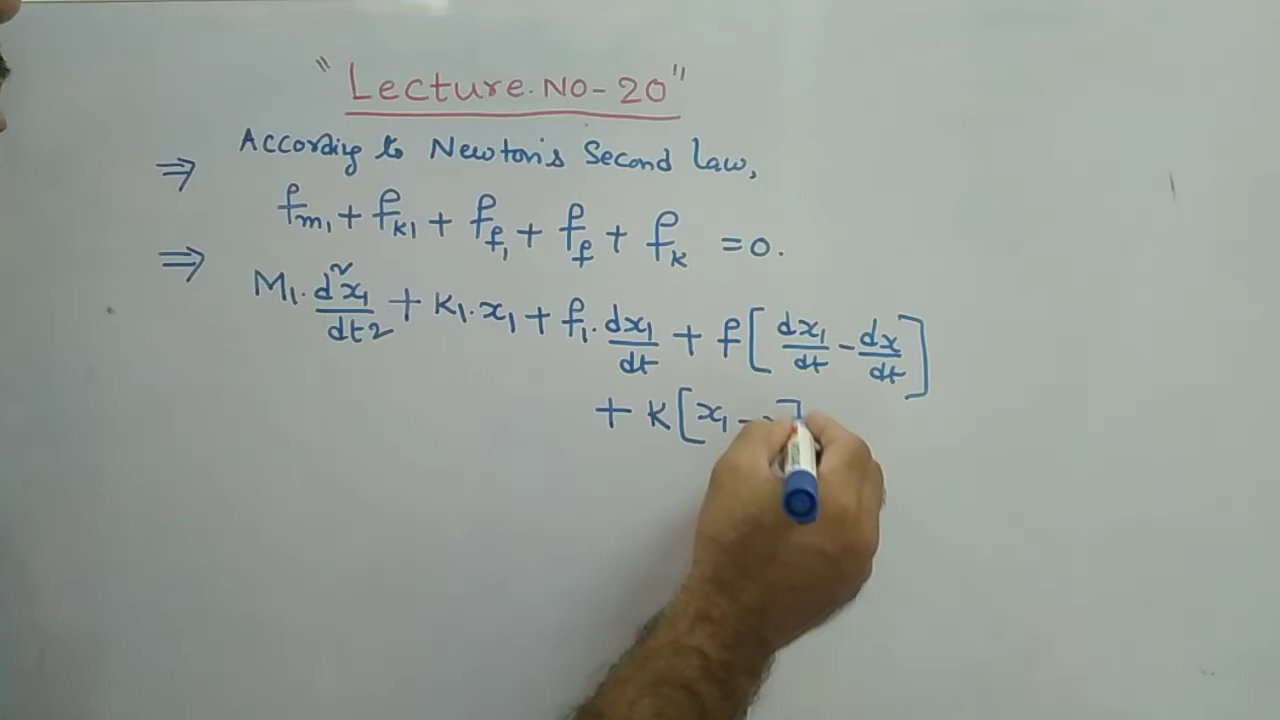 "Lecture.No-20"
⇒ According to Newton's Second law,
fm₁ + fK1 + ff₁ + ff + fK = 0.
⇒ M₁. d²x₁/dt2 + K₁.x₁ + f₁. dx₁/dt + f[dx₁/dt - dx/dt]
+ K[x₁ - ]